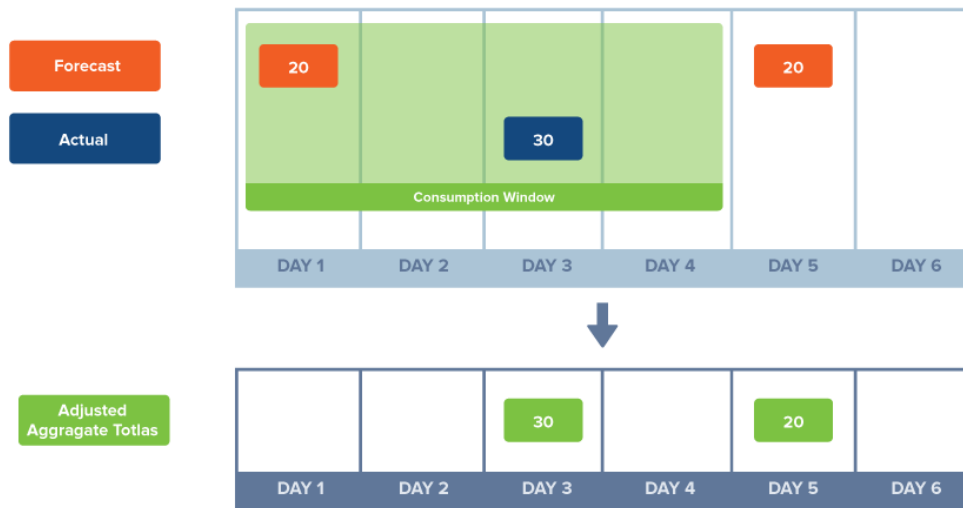 Forecast
20
20
Actual
30
Consumption Window
DAY 1 DAY 2 DAY 3 DAY 4 DAY 5 DAY 6
Adjusted
Aggragate Totlas
30
20
DAY 1 DAY 2 DAY 3 DAY 4 DAY 5 DAY 6